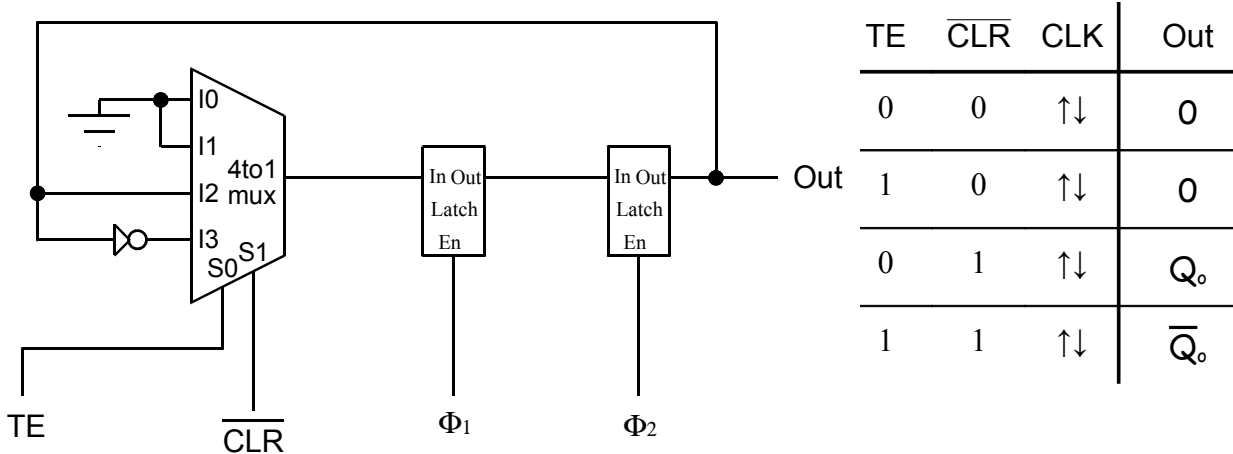 I0
I1
I2
I3
4to1
mux
S0
S1
TE
CLR
In Out
Latch
En
Φ1
In Out
Latch
En
Φ2
Out
TE CLR CLK Out
0 0 ↑↓ 0
1 0 ↑↓ 0
0 1 ↑↓ Q₀
1 1 ↑↓ Q̅₀